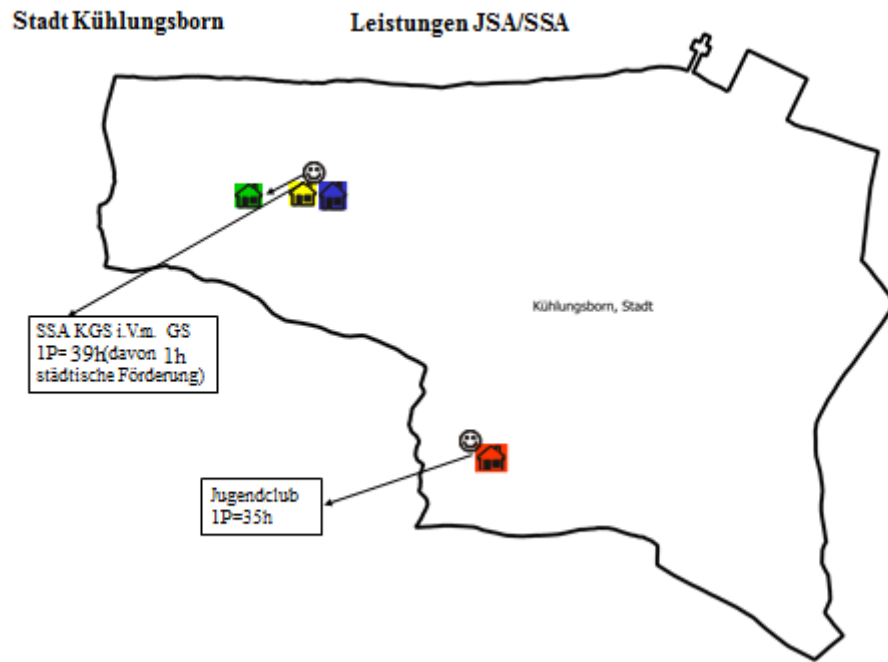 Stadt Kühlungsborn Leistungen JSA/SSA
Kühlungsborn, Stadt
SSA KGS i.V.m. GS
1P= 39h(davon 1h
städtische Förderung)
Jugendclub
1P=35h